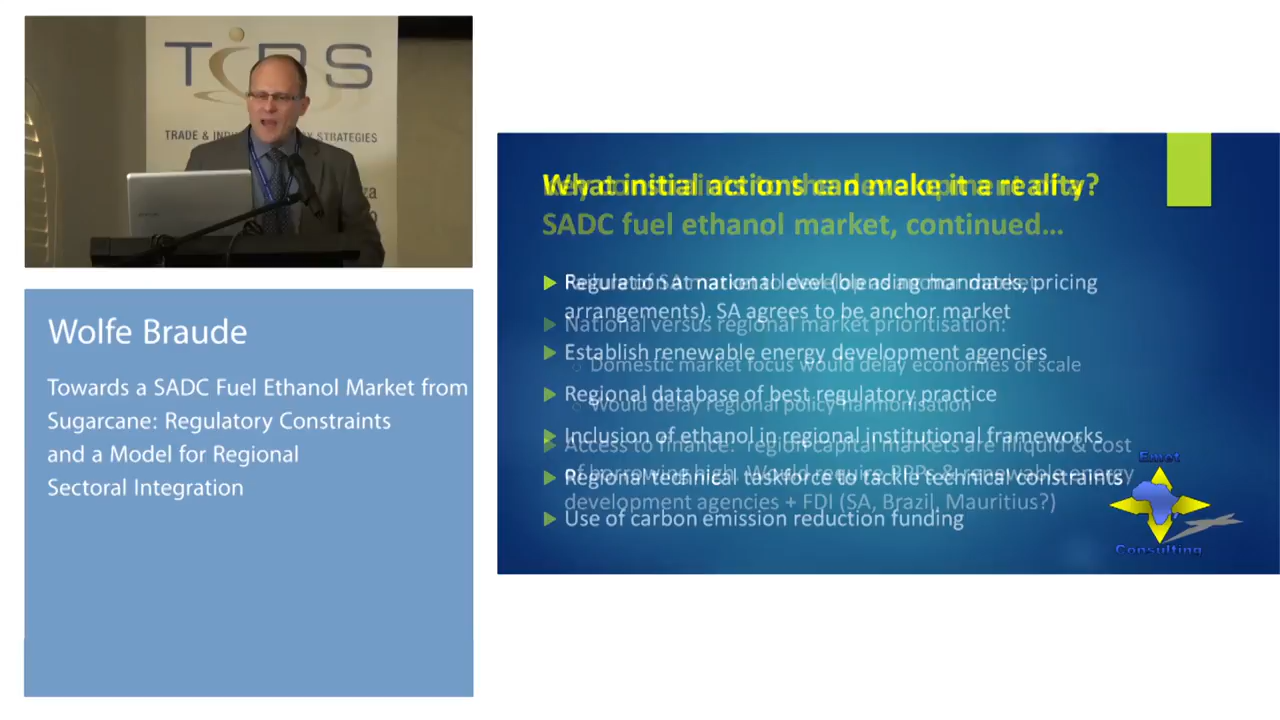 TIPS
TRADE & IND STRATEGIES
Wolfe Braude
Towards a SADC Fuel Ethanol Market from
Sugarcane: Regulatory Constraints
and a Model for Regional
Sectoral Integration
What initial actions can make it a reality?
SADC fuel ethanol market, continued...
Regulation at national level (blending mandates, pricing
arrangements). SA agrees to be anchor market
National versus regional market prioritisation:
Establish renewable energy development agencies
Domestic market focus would delay economies of scale
Regional database of best regulatory practice
Would delay regional policy harmonisation
Inclusion of ethanol in regional institutional frameworks
Access to finance: region capital markets are illiquid & cost
of borrowing high. Would require PPPs & renewable energy
Regional technical taskforce to tackle technical constraints
development agencies + FDI (SA, Brazil, Mauritius?)
Use of carbon emission reduction funding
Emet
Consulting